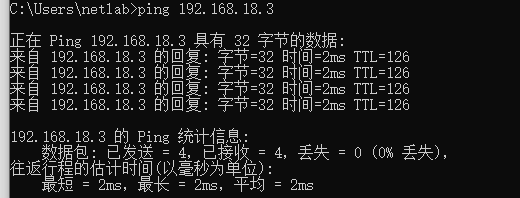 C:\Users\netlab>ping 192.168.18.3
正在 Ping 192.168.18.3 具有 32 字节的数据:
来自 192.168.18.3 的回复: 字节=32 时间=2ms TTL=126
来自 192.168.18.3 的回复: 字节=32 时间=2ms TTL=126
来自 192.168.18.3 的回复: 字节=32 时间=2ms TTL=126
来自 192.168.18.3 的回复: 字节=32 时间=2ms TTL=126
192.168.18.3 的 Ping 统计信息:
数据包: 已发送 = 4, 已接收 = 4, 丢失 = 0 (0% 丢失),
往返行程的估计时间(以毫秒为单位):
最短 = 2ms, 最长 = 2ms, 平均 = 2ms